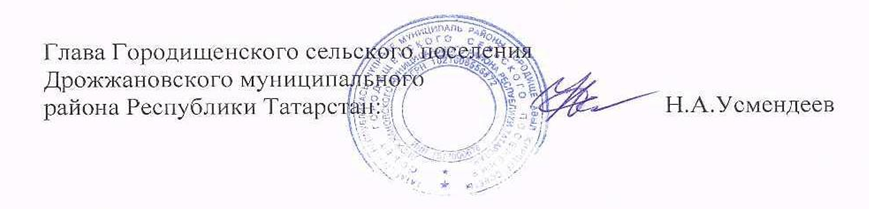 Глава Городищенского сельского поселения
Дрожжановского муниципального
района Республики Татарстан: Н.А.Усмендеев